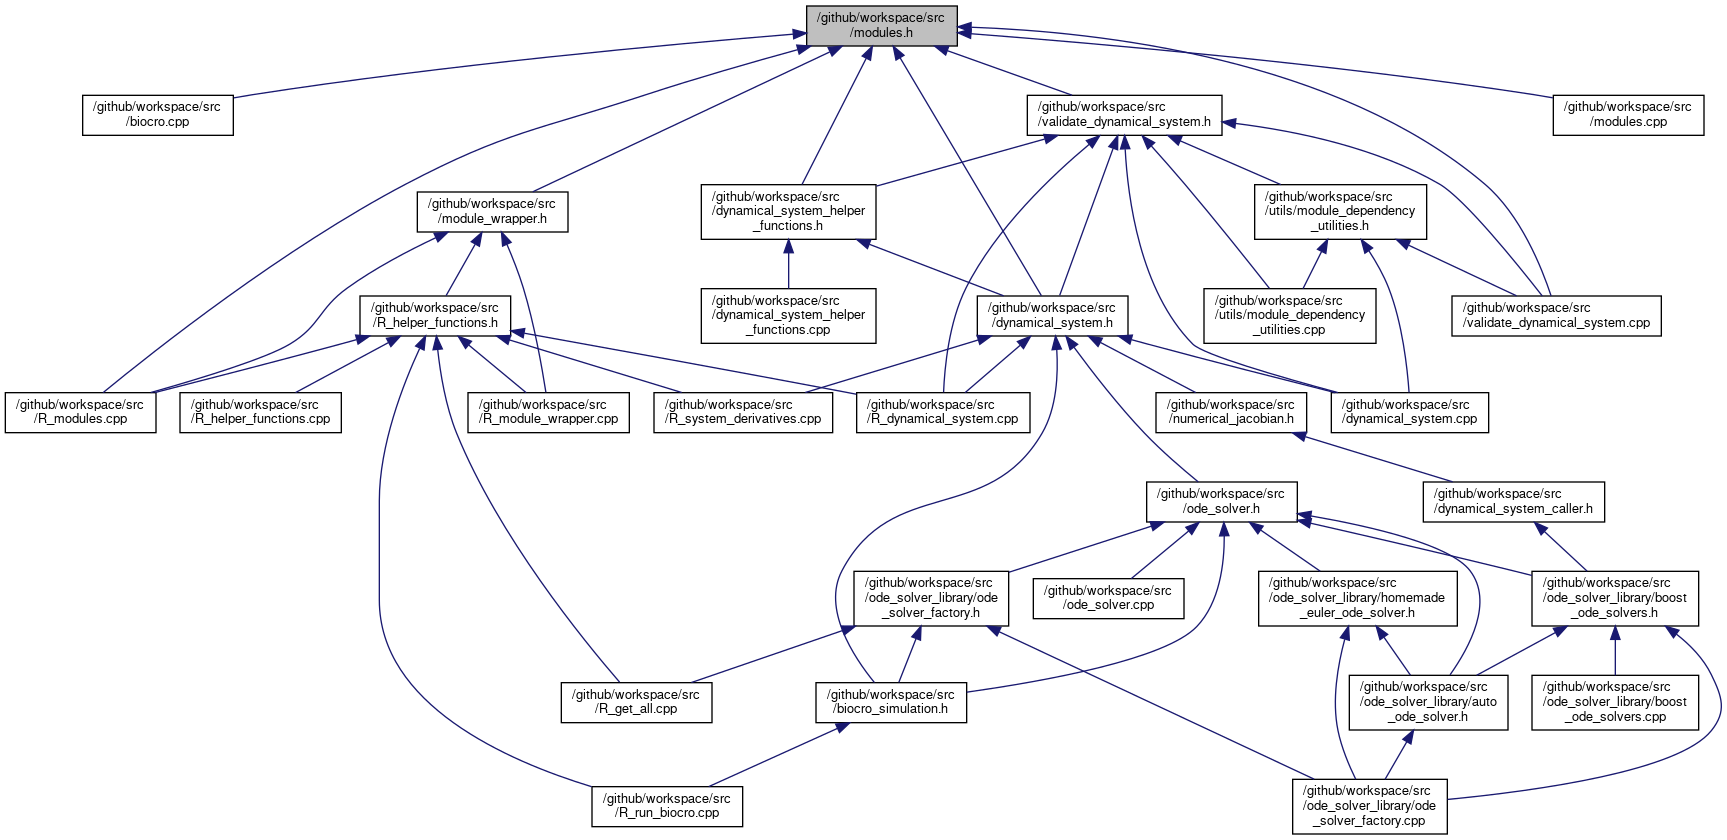 /github/workspace/src
/modules.h
/github/workspace/src
/biocro.cpp
/github/workspace/src
/validate_dynamical_system.h
/github/workspace/src
/modules.cpp
/github/workspace/src
/module_wrapper.h
/github/workspace/src
/dynamical_system_helper
_functions.h
/github/workspace/src
/utils/module_dependency
_utilities.h
/github/workspace/src
/R_helper_functions.h
/github/workspace/src
/dynamical_system_helper
_functions.cpp
/github/workspace/src
/dynamical_system.h
/github/workspace/src
/utils/module_dependency
_utilities.cpp
/github/workspace/src
/validate_dynamical_system.cpp
/github/workspace/src
/R_modules.cpp
/github/workspace/src
/R_helper_functions.cpp
/github/workspace/src
/R_module_wrapper.cpp
/github/workspace/src
/R_system_derivatives.cpp
/github/workspace/src
/R_dynamical_system.cpp
/github/workspace/src
/numerical_jacobian.h
/github/workspace/src
/dynamical_system.cpp
/github/workspace/src
/ode_solver.h
/github/workspace/src
/dynamical_system_caller.h
/github/workspace/src
/ode_solver_library/ode
_solver_factory.h
/github/workspace/src
/ode_solver.cpp
/github/workspace/src
/ode_solver_library/homemade
_euler_ode_solver.h
/github/workspace/src
/ode_solver_library/boost
_ode_solvers.h
/github/workspace/src
/R_get_all.cpp
/github/workspace/src
/biocro_simulation.h
/github/workspace/src
/ode_solver_library/auto
_ode_solver.h
/github/workspace/src
/ode_solver_library/boost
_ode_solvers.cpp
/github/workspace/src
/R_run_biocro.cpp
/github/workspace/src
/ode_solver_library/ode
_solver_factory.cpp